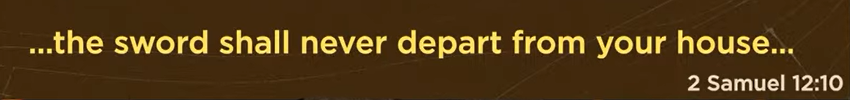 ...the sword shall never depart from your house...
2 Samuel 12:10